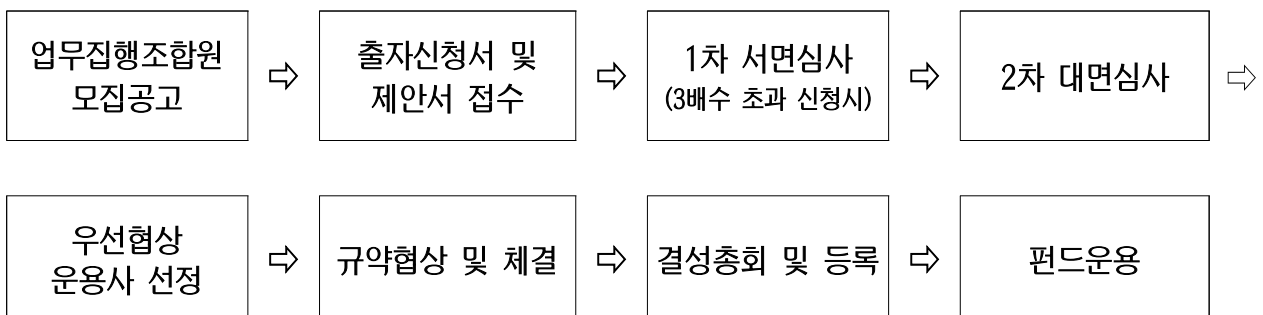 업무집행조합원
모집공고
⇨
출자신청서 및
제안서 접수
⇨
1차 서면심사
(3배수 초과 신청시)
⇨
2차 대면심사
⇨
우선협상
운용사 선정
⇨
규약협상 및 체결
⇨
결성총회 및 등록
⇨
펀드운용